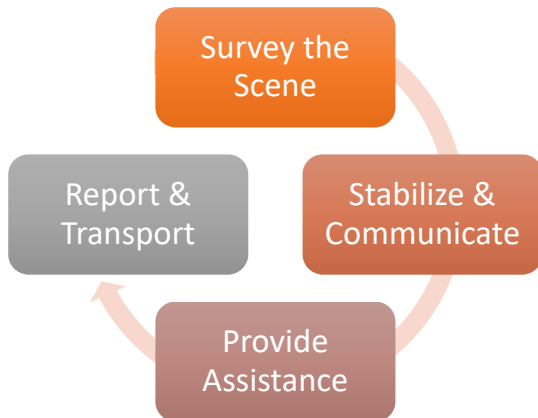 Survey the
Scene
Stabilize &
Communicate
Provide
Assistance
Report &
Transport